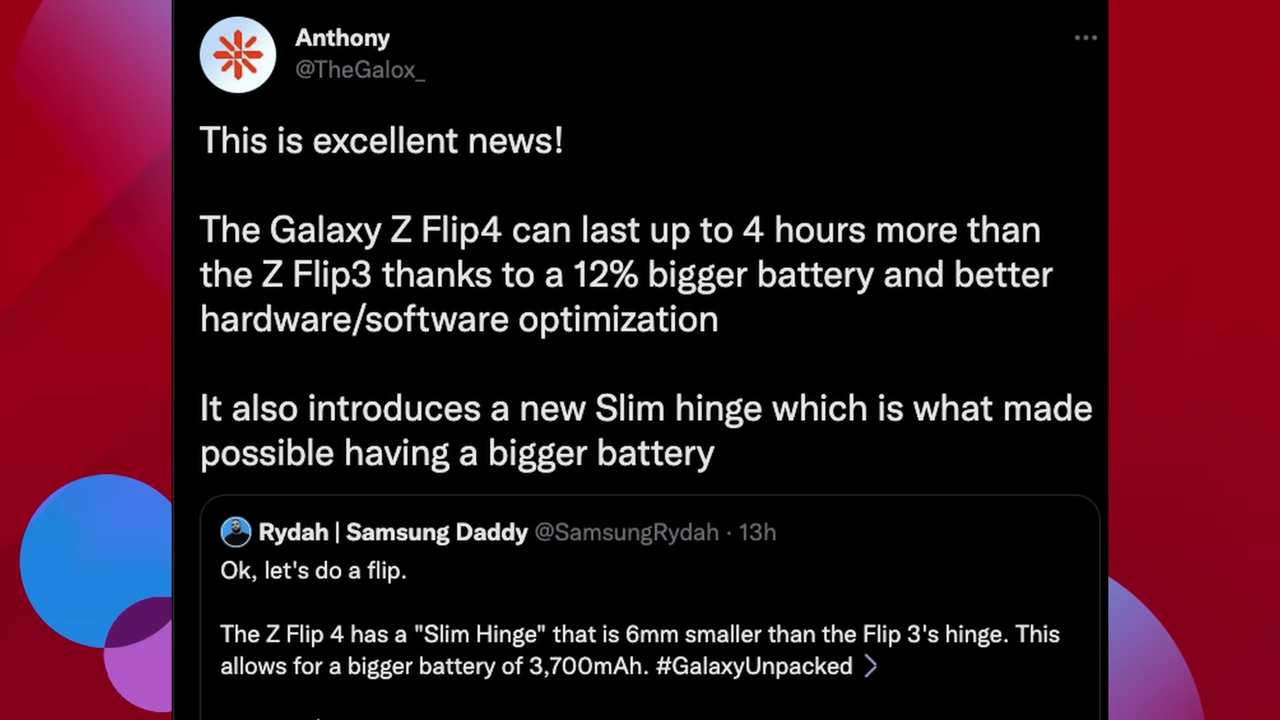 Anthony
@TheGalox_
This is excellent news!
The Galaxy Z Flip4 can last up to 4 hours more than
the Z Flip3 thanks to a 12% bigger battery and better
hardware/software optimization
It also introduces a new Slim hinge which is what made
possible having a bigger battery
Rydah | Samsung Daddy @SamsungRydah · 13h
Ok, let's do a flip.
The Z Flip 4 has a "Slim Hinge" that is 6mm smaller than the Flip 3's hinge. This
allows for a bigger battery of 3,700mAh. #GalaxyUnpacked